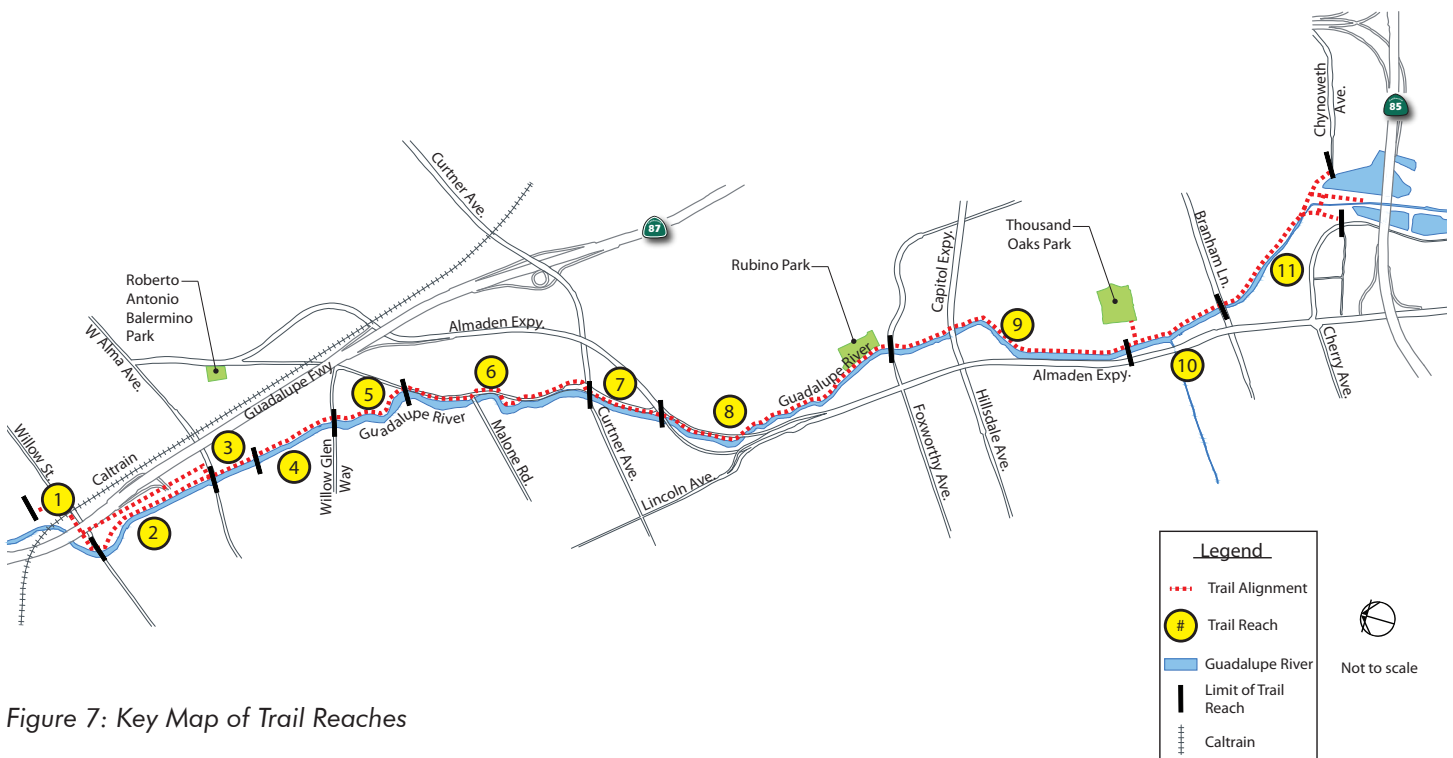 Chynoweth
Ave.
85
Curtner Ave.
87
Thousand
Oaks Park
Branham Ln.
Capitol Expy.
Rubino Park
11
Roberto
Antonio
Balermino
Park
W Alma Ave.
Almaden Expy.
Guadalupe Fwy
9
Guadalupe River
10
Almaden Expy.
Cherry Ave.
6
7
5
8
Guadalupe River
Willow St.
Caltrain
3
4
Willow Glen
Way
Malone Rd.
Curtner Ave.
Lincoln Ave.
Foxworthy Ave.
Hillsdale Ave.
1
2
Legend
Trail Alignment
# Trail Reach
Guadalupe River
Limit of Trail
Reach
Caltrain
Not to scale
Figure 7: Key Map of Trail Reaches